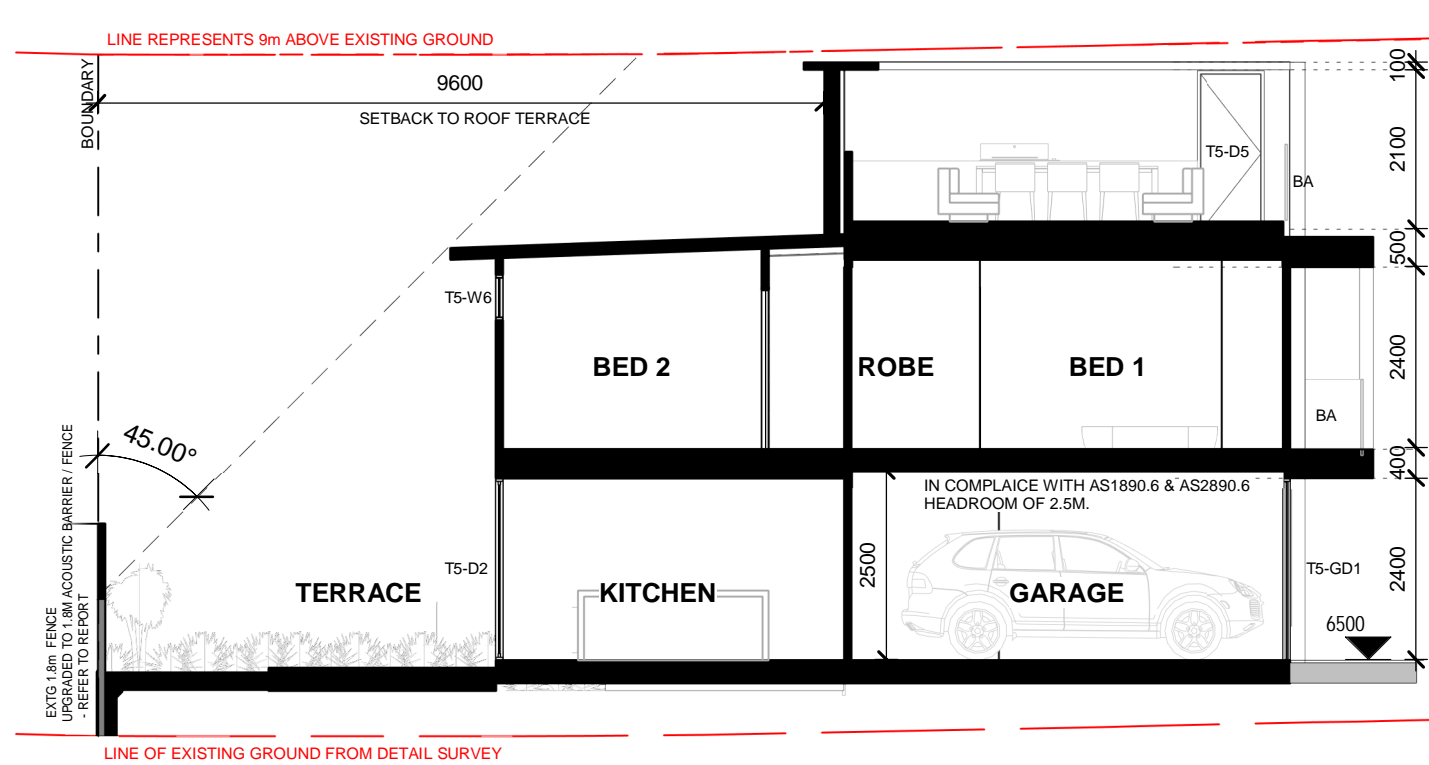 LINE REPRESENTS 9m ABOVE EXISTING GROUND
BOUNDARY
9600
SETBACK TO ROOF TERRACE
100
T5-D5
2100
BA
500
T5-W6
BED 2
ROBE
BED 1
2400
BA
45.00°
400
IN COMPLAICE WITH AS1890.6 & AS2890.6
HEADROOM OF 2.5M.
EXTG 1.8m FENCE
UPGRADED TO 1.8M ACOUSTIC BARRIER / FENCE
- REFER TO REPORT
T5-D2
TERRACE
KITCHEN
2500
GARAGE
T5-GD1
2400
6500
LINE OF EXISTING GROUND FROM DETAIL SURVEY